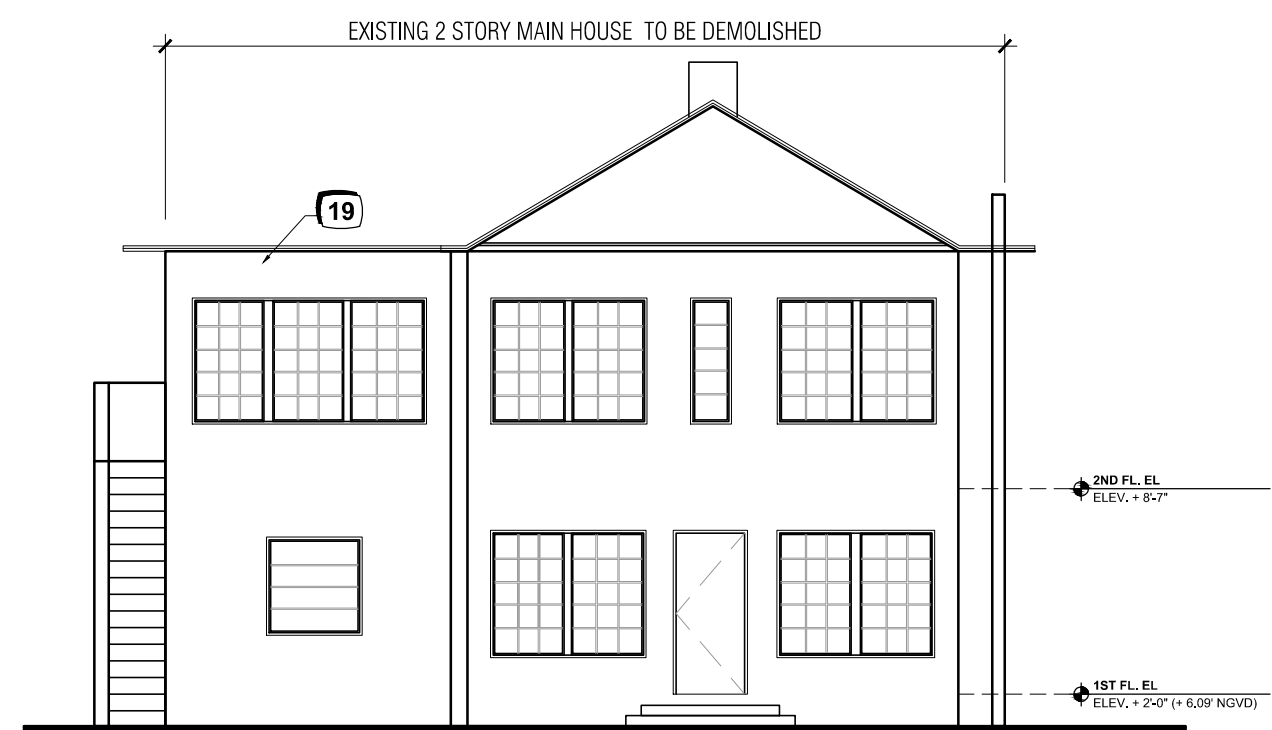 EXISTING 2 STORY MAIN HOUSE TO BE DEMOLISHED
19
2ND FL. EL
ELEV. + 8'-7"
1ST FL. EL
ELEV. + 2'-0" (+ 6.09' NGVD)